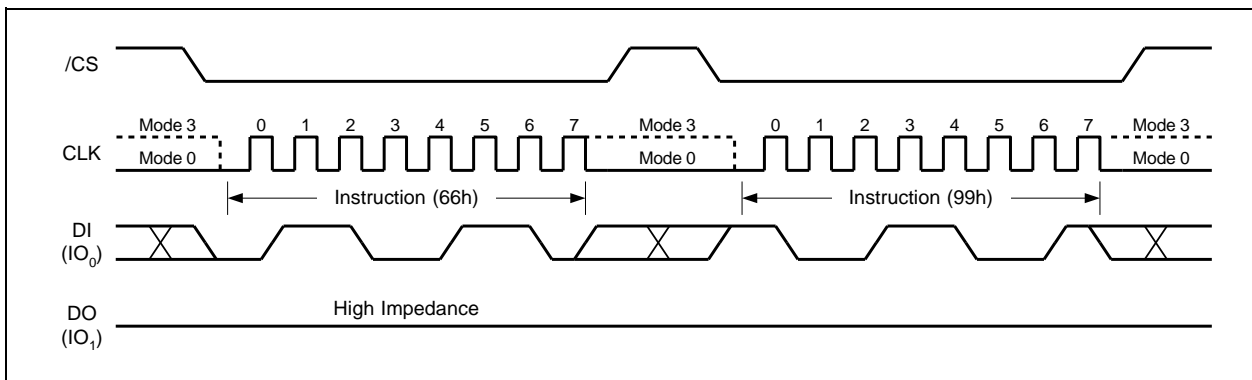 /CS
Mode 3 0 1 2 3 4 5 6 7 Mode 3 0 1 2 3 4 5 6 7 Mode 3
CLK Mode 0 Mode 0 Mode 0
Instruction (66h) Instruction (99h)
DI
(IO0)
High Impedance
DO
(IO1)